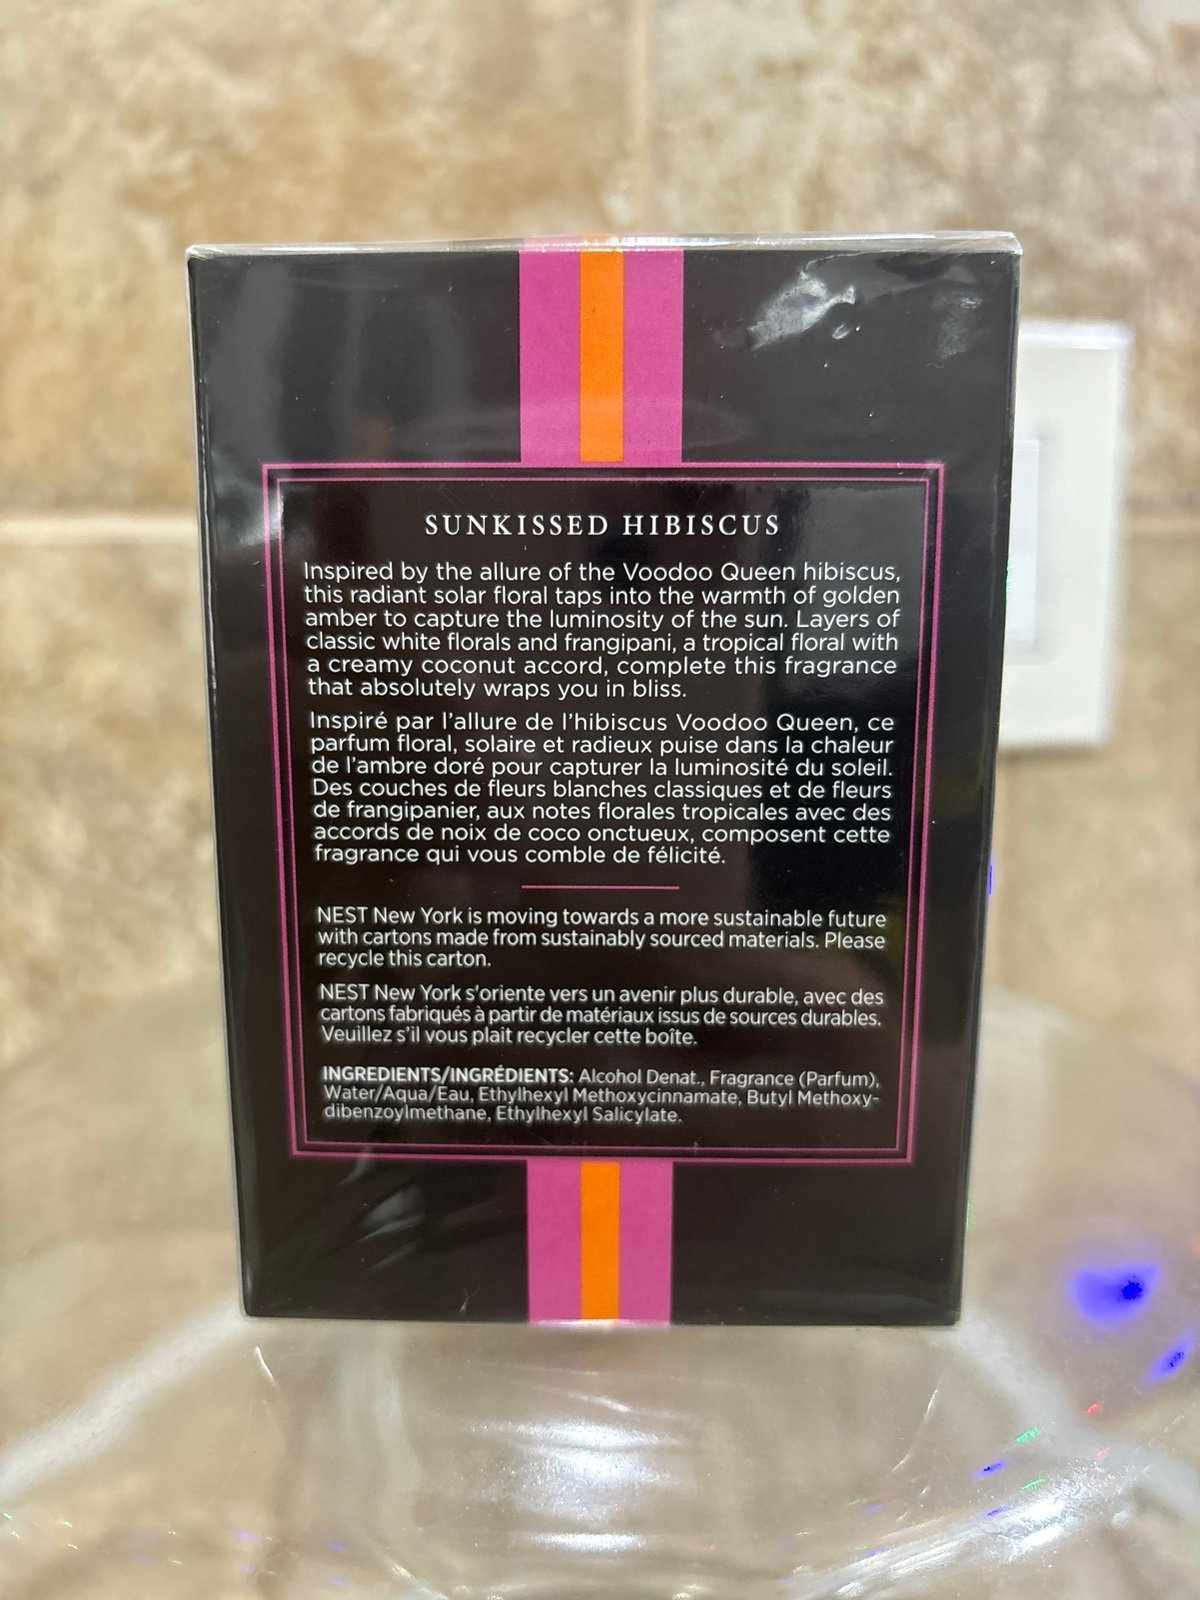 SUNKISSED HIBISCUS
Inspired by the allure of the Voodoo Queen hibiscus,
this radiant solar floral taps into the warmth of golden
amber to capture the luminosity of the sun. Layers of
classic white florals and frangipani, a tropical floral with
a creamy coconut accord, complete this fragrance
that absolutely wraps you in bliss.
Inspiré par l'allure de l'hibiscus Voodoo Queen, ce
parfum floral, solaire et radieux puise dans la chaleur
de l'ambre doré pour capturer la luminosité du soleil.
Des couches de fleurs blanches classiques et de fleurs
de frangipanier, aux notes florales tropicales avec des
accords de noix de coco onctueux, composent cette
fragrance qui vous comble de félicité.
NEST New York is moving towards a more sustainable future
with cartons made from sustainably sourced materials. Please
recycle this carton.
NEST New York s'oriente vers un avenir plus durable, avec des
cartons fabriqués à partir de matériaux issus de sources durables.
Veuillez s'il vous plait recycler cette boîte.
INGREDIENTS/INGRÉDIENTS: Alcohol Denat., Fragrance (Parfum),
Water/Aqua/Eau, Ethylhexyl Methoxycinnamate, Butyl Methoxy-
dibenzoylmethane, Ethylhexyl Salicylate.